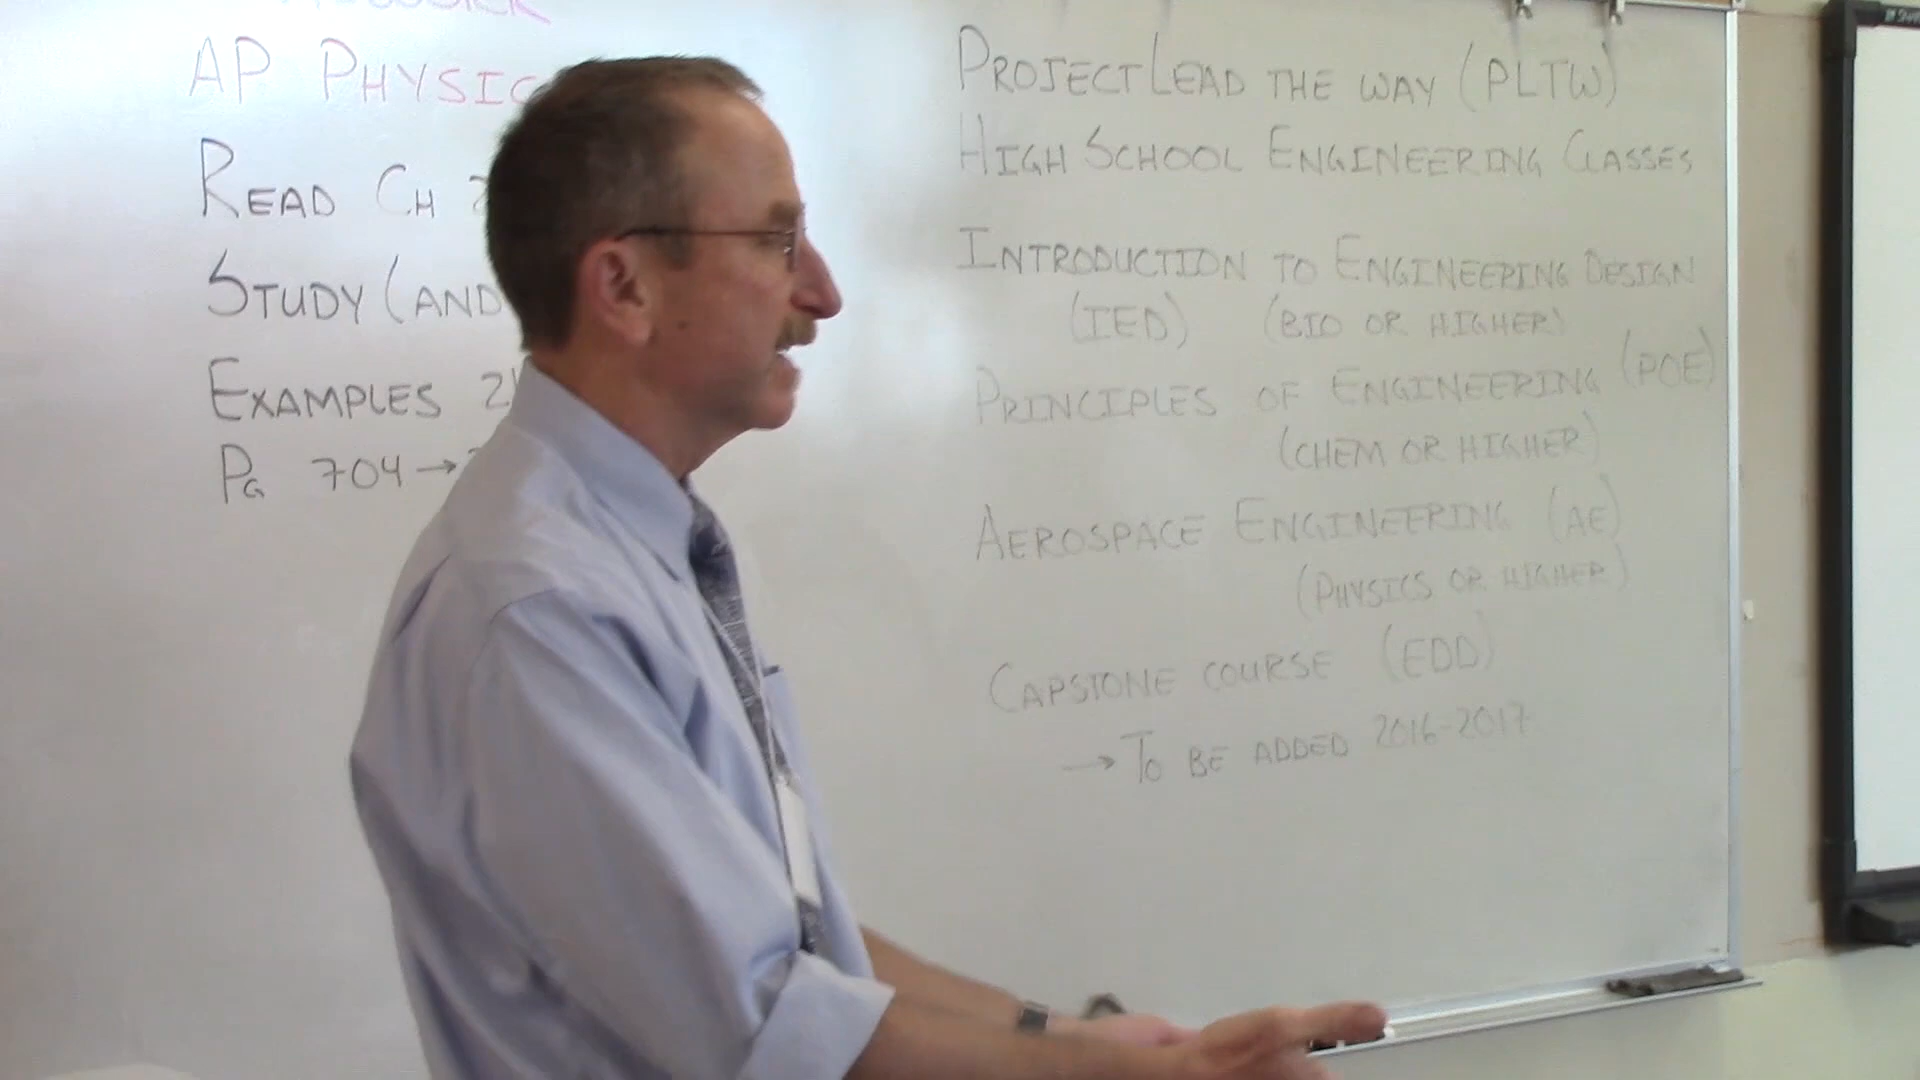 AP PHYSIC
READ CH
STUDY (AND
EXAMPLES 2
PG 704→
PROJECT LEAD THE WAY (PLTW)
HIGH SCHOOL ENGINEERING CLASSES
INTRODUCTION TO ENGINEERING DESIGN
(IED) (BIO OR HIGHER)
PRINCIPLES OF ENGINEERING (POE)
(CHEM OR HIGHER)
AEROSPACE ENGINEERING (AE)
(PHYSICS OR HIGHER)
CAPSTONE COURSE (EDD)
→ TO BE ADDED 2016-2017